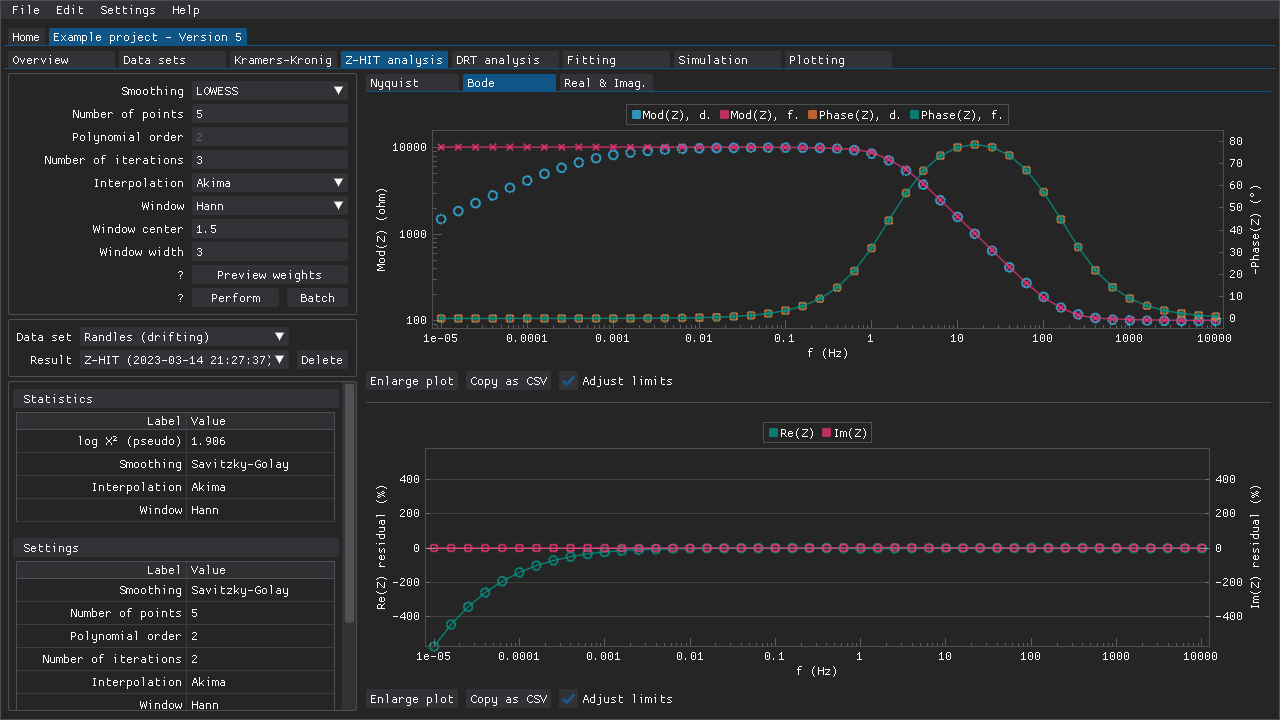 File Edit Settings Help
Home Example project - Version 5
Overview Data sets Kramers-Kronig Z-HIT analysis DRT analysis Fitting Simulation Plotting
Smoothing LOWESS
Number of points 5
Polynomial order 2
Number of iterations 3
Interpolation Akima
Window Hann
Window center 1.5
Window width 3
? Preview weights
? Perform Batch
Data set Randles (drifting)
Result Z-HIT (2023-03-14 21:27:37) Delete
Statistics
Label Value
log X² (pseudo) 1.906
Smoothing Savitzky-Golay
Interpolation Akima
Window Hann
Settings
Label Value
Smoothing Savitzky-Golay
Number of points 5
Polynomial order 2
Number of iterations 2
Interpolation Akima
Window Hann
Nyquist Bode Real & Imag.
Mod(Z), d. Mod(Z), f. Phase(Z), d. Phase(Z), f.
Mod(Z) (ohm)
10000
1000
100
80
70
60
50
40
30
20
10
0
-Phase(Z) (°)
1e-05 0.0001 0.001 0.01 0.1 1 10 100 1000 10000
f (Hz)
Enlarge plot Copy as CSV Adjust limits
Re(Z) Im(Z)
Re(Z) residual (%)
400
200
0
-200
-400
400
200
0
-200
-400
Im(Z) residual (%)
1e-05 0.0001 0.001 0.01 0.1 1 10 100 1000 10000
f (Hz)
Enlarge plot Copy as CSV Adjust limits